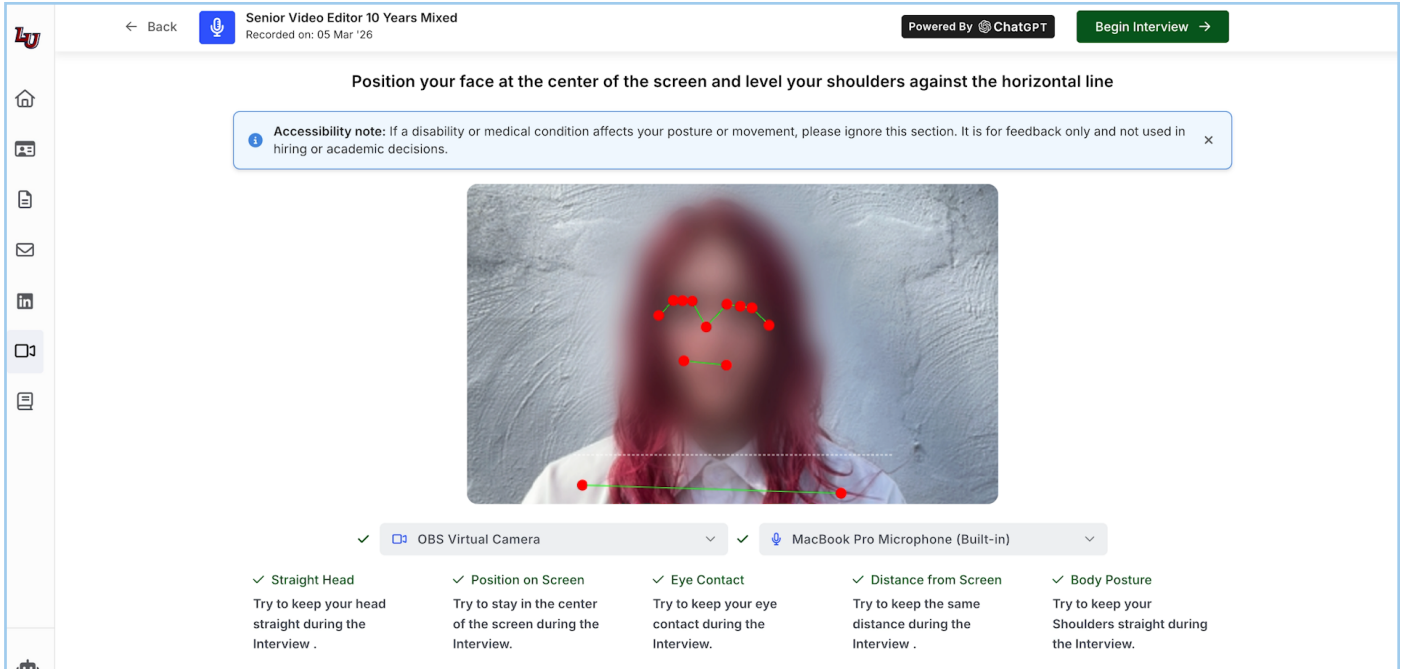 LU
Back
Senior Video Editor 10 Years Mixed
Recorded on: 05 Mar '26
Powered By ChatGPT
Begin Interview
Position your face at the center of the screen and level your shoulders against the horizontal line
Accessibility note: If a disability or medical condition affects your posture or movement, please ignore this section. It is for feedback only and not used in
hiring or academic decisions.
in
OBS Virtual Camera
MacBook Pro Microphone (Built-in)
Straight Head
Try to keep your head
straight during the
Interview .
Position on Screen
Try to stay in the center
of the screen during the
Interview.
Eye Contact
Try to keep your eye
contact during the
Interview.
Distance from Screen
Try to keep the same
distance during the
Interview .
Body Posture
Try to keep your
Shoulders straight during
the Interview.